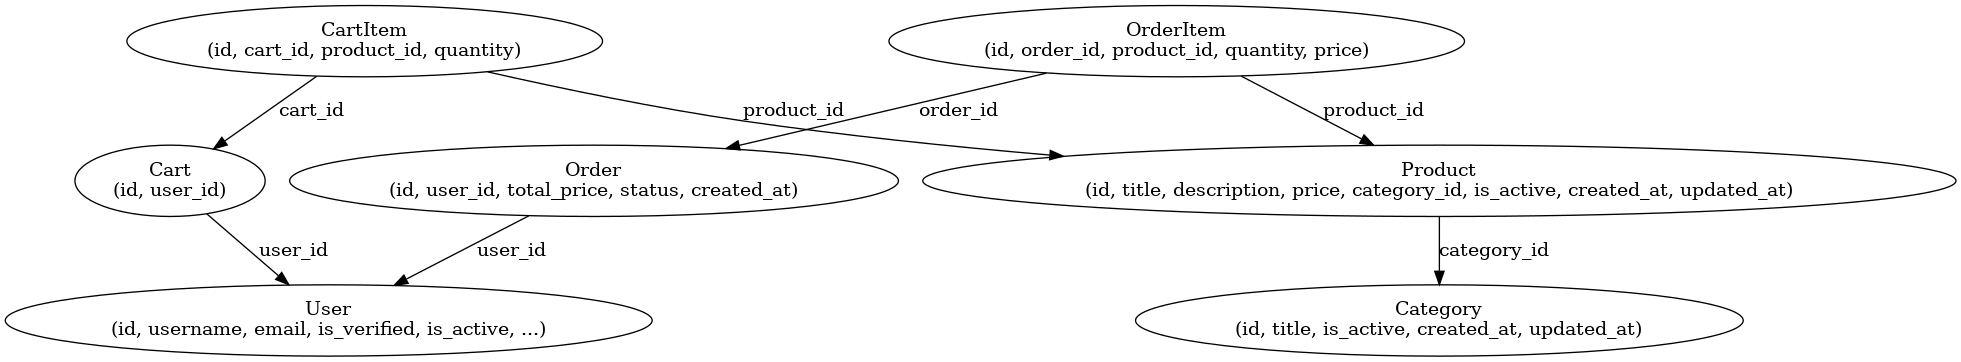 CartItem
(id, cart_id, product_id, quantity)
OrderItem
(id, order_id, product_id, quantity, price)
cart_id
product_id
order_id
product_id
Cart
(id, user_id)
Order
(id, user_id, total_price, status, created_at)
Product
(id, title, description, price, category_id, is_active, created_at, updated_at)
user_id
user_id
category_id
User
(id, username, email, is_verified, is_active, ...)
Category
(id, title, is_active, created_at, updated_at)